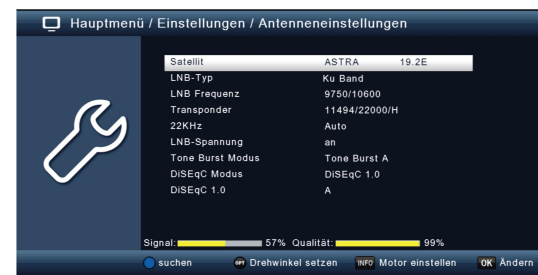 Hauptmenü / Einstellungen / Antenneneinstellungen
Satellit ASTRA 19.2E
LNB-Typ Ku Band
LNB Frequenz 9750/10600
Transponder 11494/22000/H
22KHz Auto
LNB-Spannung an
Tone Burst Modus Tone Burst A
DiSEqC Modus DiSEqC 1.0
DiSEqC 1.0 A
Signal: 57% Qualität: 99%
suchen OPT Drehwinkel setzen INFO Motor einstellen OK Ändern